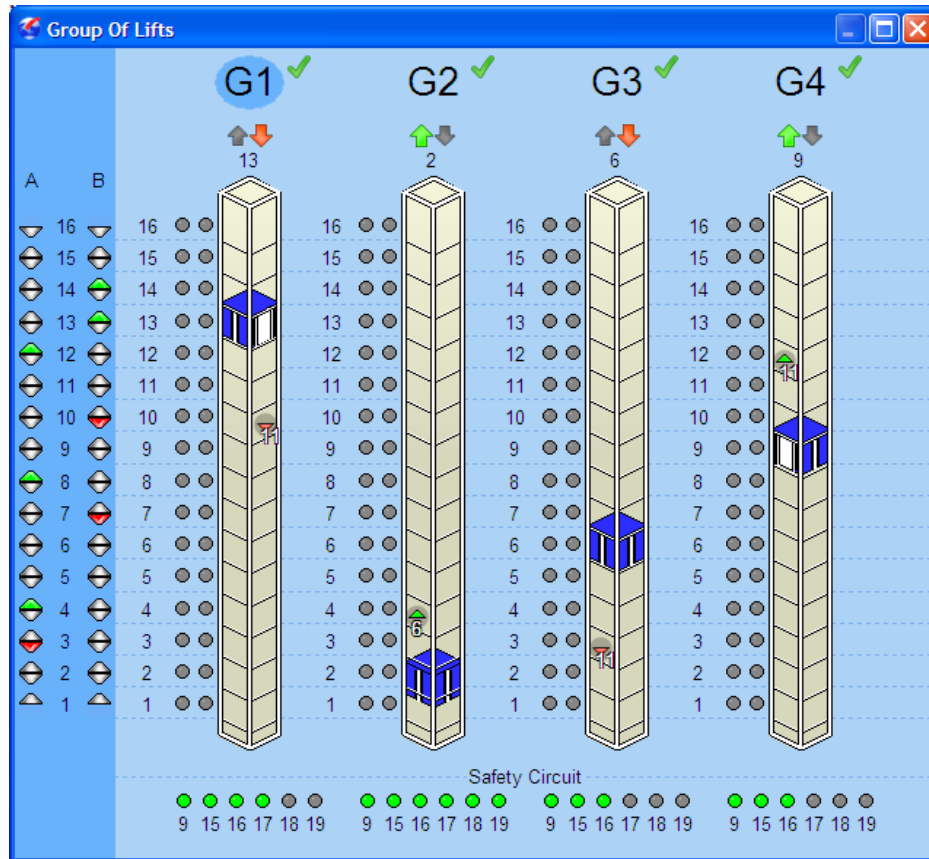 Group Of Lifts
G1 G2 G3 G4
13 2 6 9
A B
16 16 16 16 16
15 15 15 15 15
14 14 14 14 14
13 13 13 13 13
12 12 12 12 12
11
11 11 11 11 11
10 10 10 10 10
11
9 9 9 9 9
8 8 8 8 8
7 7 7 7 7
6 6 6 6 6
5 5 5 5 5
4 4 4 4 4
6
3 3 3 3 3
11
2 2 2 2 2
1 1 1 1 1
Safety Circuit
9 15 16 17 18 19 9 15 16 17 18 19 9 15 16 17 18 19 9 15 16 17 18 19